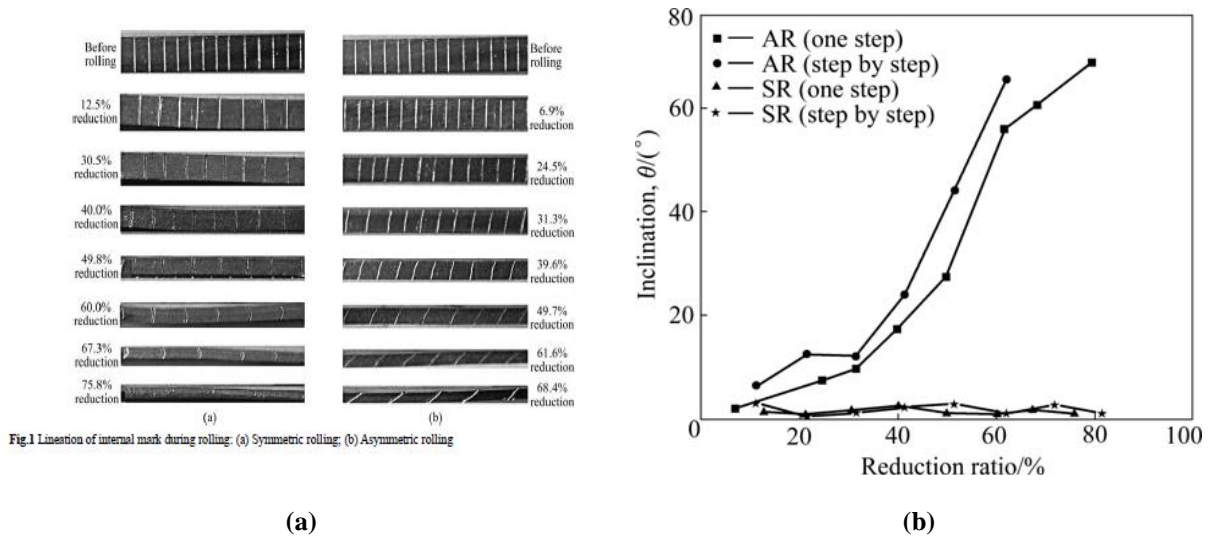 Before
rolling
12.5%
reduction
30.5%
reduction
40.0%
reduction
49.8%
reduction
60.0%
reduction
67.3%
reduction
75.8%
reduction
(a)
Before
rolling
6.9%
reduction
24.5%
reduction
31.3%
reduction
39.6%
reduction
49.7%
reduction
61.6%
reduction
68.4%
reduction
(b)
Fig.1 Lineation of internal mark during rolling: (a) Symmetric rolling; (b) Asymmetric rolling
(a)
80
60
40
20
0
Inclination, θ/(°)
AR (one step)
AR (step by step)
SR (one step)
SR (step by step)
20 40 60 80 100
Reduction ratio/%
(b)